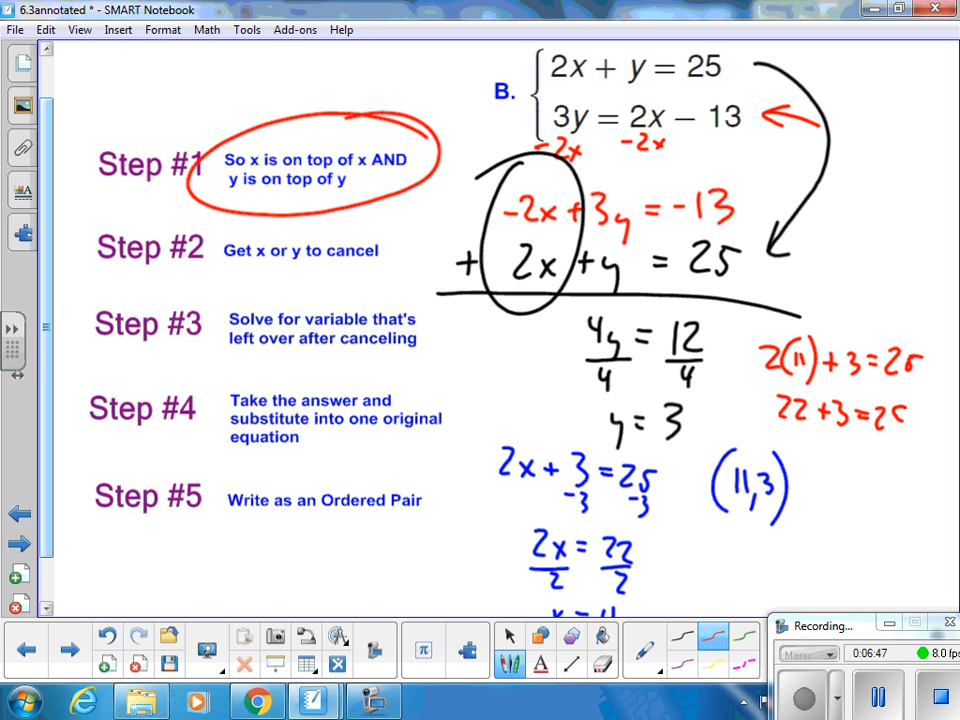 6.3annotated * - SMART Notebook
File Edit View Insert Format Math Tools Add-ons Help
B.
2x + y = 25
3y = 2x − 13
-2x -2x
Step #1
So x is on top of x AND
y is on top of y
-2x+3y = -13
Step #2
Get x or y to cancel
+ 2x +y = 25
Step #3
Solve for variable that's
left over after canceling
4y = 12
4 4
y = 3
2(11)+3=25
22+3=25
Step #4
Take the answer and
substitute into one original
equation
2x+3=25
-3 -3
(11,3)
Step #5
Write as an Ordered Pair
2x = 22
2 2
x = 11
Recording...
Menu
0:06:47
8.0 fps